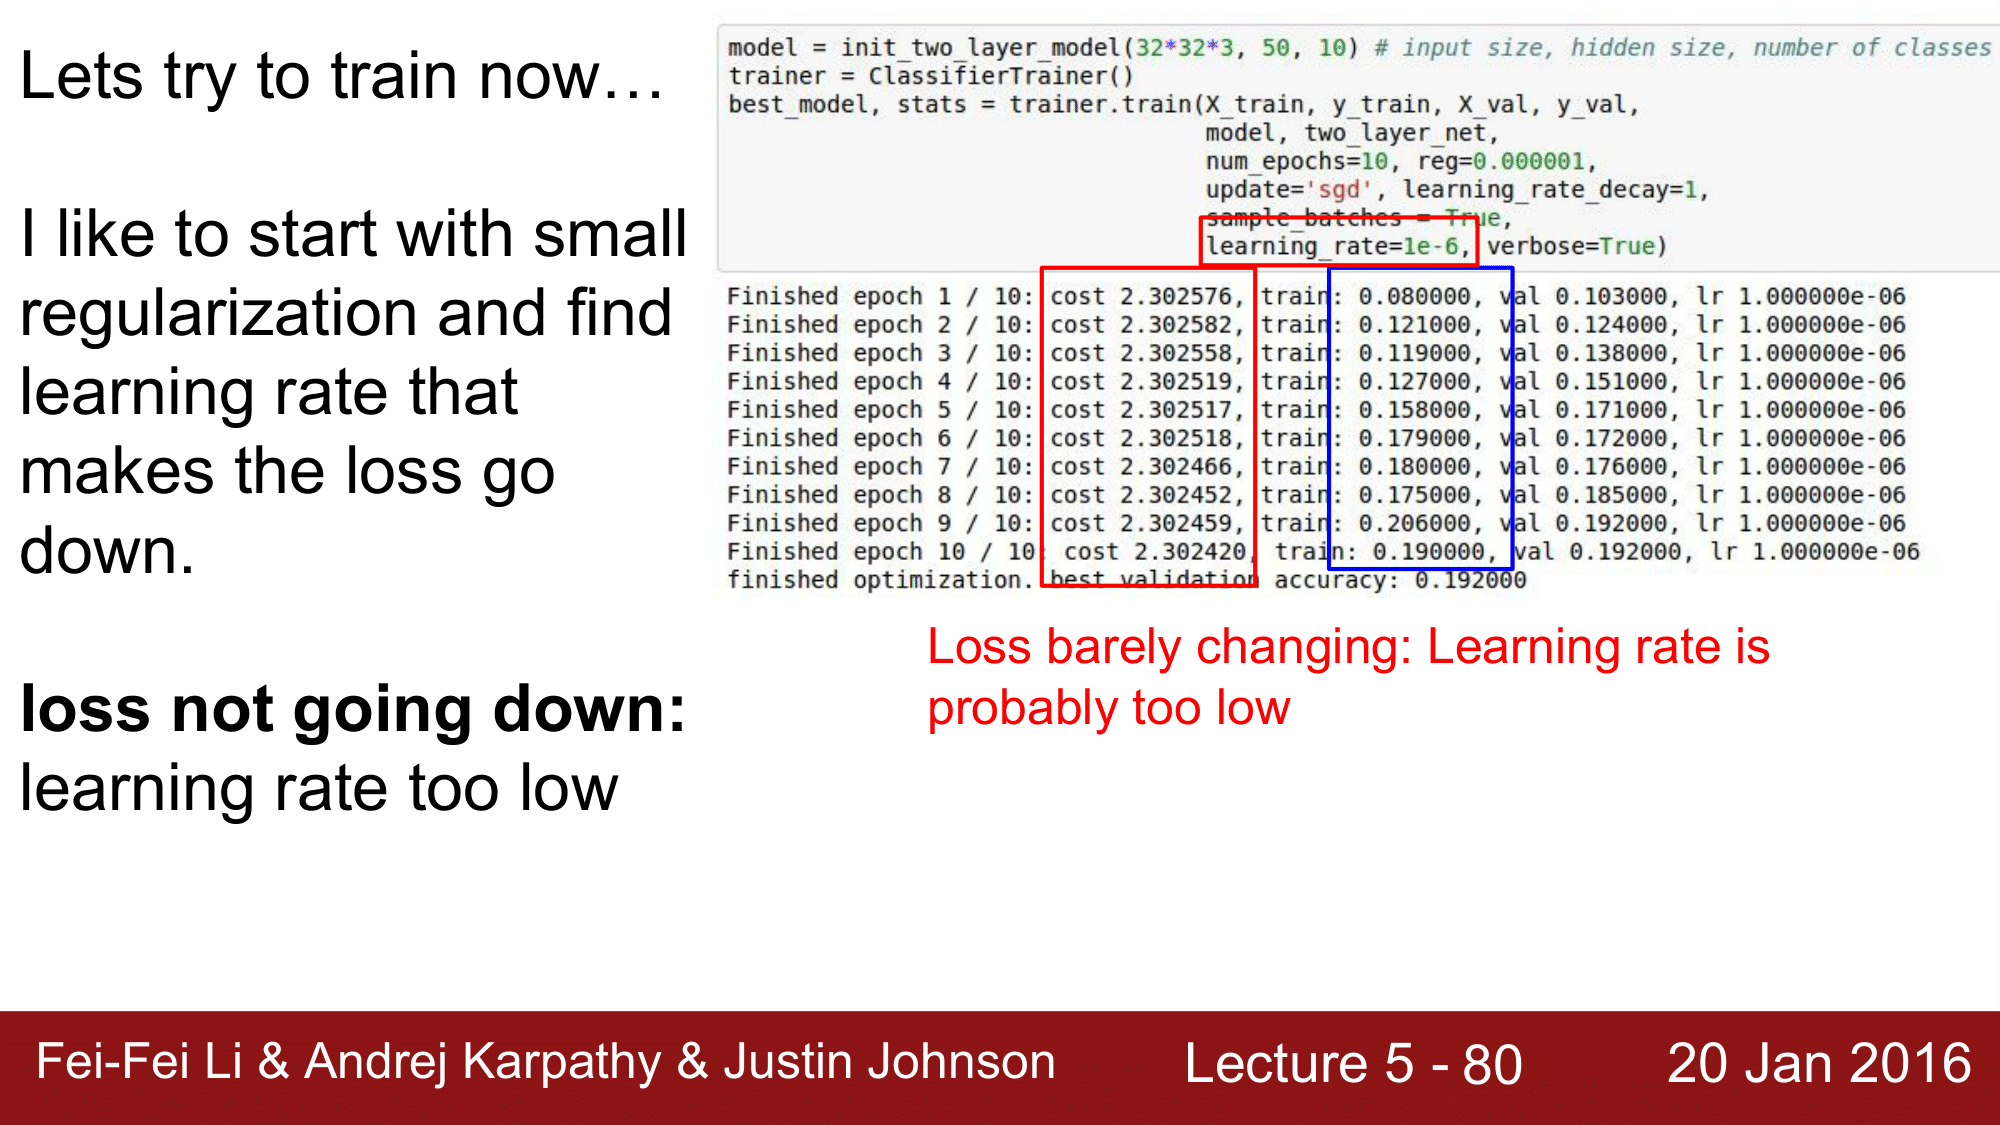 Lets try to train now…
I like to start with small
regularization and find
learning rate that
makes the loss go
down.
loss not going down:
learning rate too low
model = init_two_layer_model(32*32*3, 50, 10) # input size, hidden size, number of classes
trainer = ClassifierTrainer()
best_model, stats = trainer.train(X_train, y_train, X_val, y_val,
model, two_layer_net,
num_epochs=10, reg=0.000001,
update='sgd', learning_rate_decay=1,
sample_batches = True,
learning_rate=1e-6, verbose=True)
Finished epoch 1 / 10: cost 2.302576, train: 0.080000, val 0.103000, lr 1.000000e-06
Finished epoch 2 / 10: cost 2.302582, train: 0.121000, val 0.124000, lr 1.000000e-06
Finished epoch 3 / 10: cost 2.302558, train: 0.119000, val 0.138000, lr 1.000000e-06
Finished epoch 4 / 10: cost 2.302519, train: 0.127000, val 0.151000, lr 1.000000e-06
Finished epoch 5 / 10: cost 2.302517, train: 0.158000, val 0.171000, lr 1.000000e-06
Finished epoch 6 / 10: cost 2.302518, train: 0.179000, val 0.172000, lr 1.000000e-06
Finished epoch 7 / 10: cost 2.302466, train: 0.180000, val 0.176000, lr 1.000000e-06
Finished epoch 8 / 10: cost 2.302452, train: 0.175000, val 0.185000, lr 1.000000e-06
Finished epoch 9 / 10: cost 2.302459, train: 0.206000, val 0.192000, lr 1.000000e-06
Finished epoch 10 / 10: cost 2.302420, train: 0.190000, val 0.192000, lr 1.000000e-06
finished optimization. best validation accuracy: 0.192000
Loss barely changing: Learning rate is
probably too low
Fei-Fei Li & Andrej Karpathy & Justin Johnson
Lecture 5 - 80
20 Jan 2016